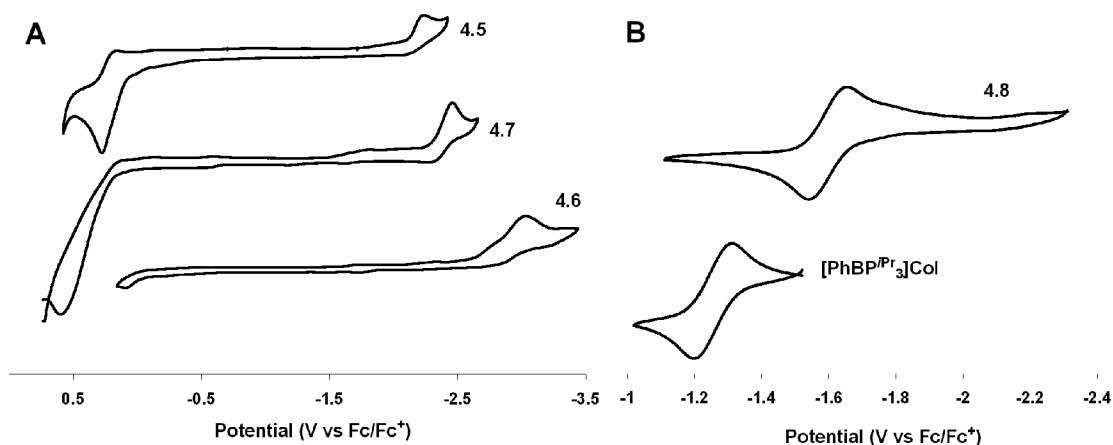 A
4.5
4.7
4.6
0.5 -0.5 -1.5 -2.5 -3.5
Potential (V vs Fc/Fc⁺)
B
4.8
[PhBPⁱᴾʳ₃]CoI
-1 -1.2 -1.4 -1.6 -1.8 -2 -2.2 -2.4
Potential (V vs Fc/Fc⁺)